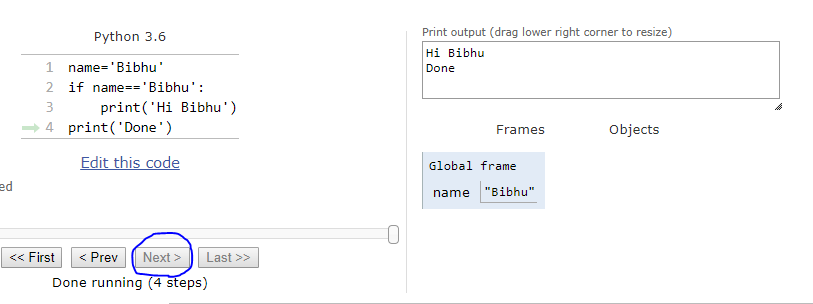 Python 3.6
1 name='Bibhu'
2 if name=='Bibhu':
3     print('Hi Bibhu')
4 print('Done')
Edit this code
ed
<< First < Prev Next > Last >>
Done running (4 steps)
Print output (drag lower right corner to resize)
Hi Bibhu
Done
Frames Objects
Global frame
name "Bibhu"